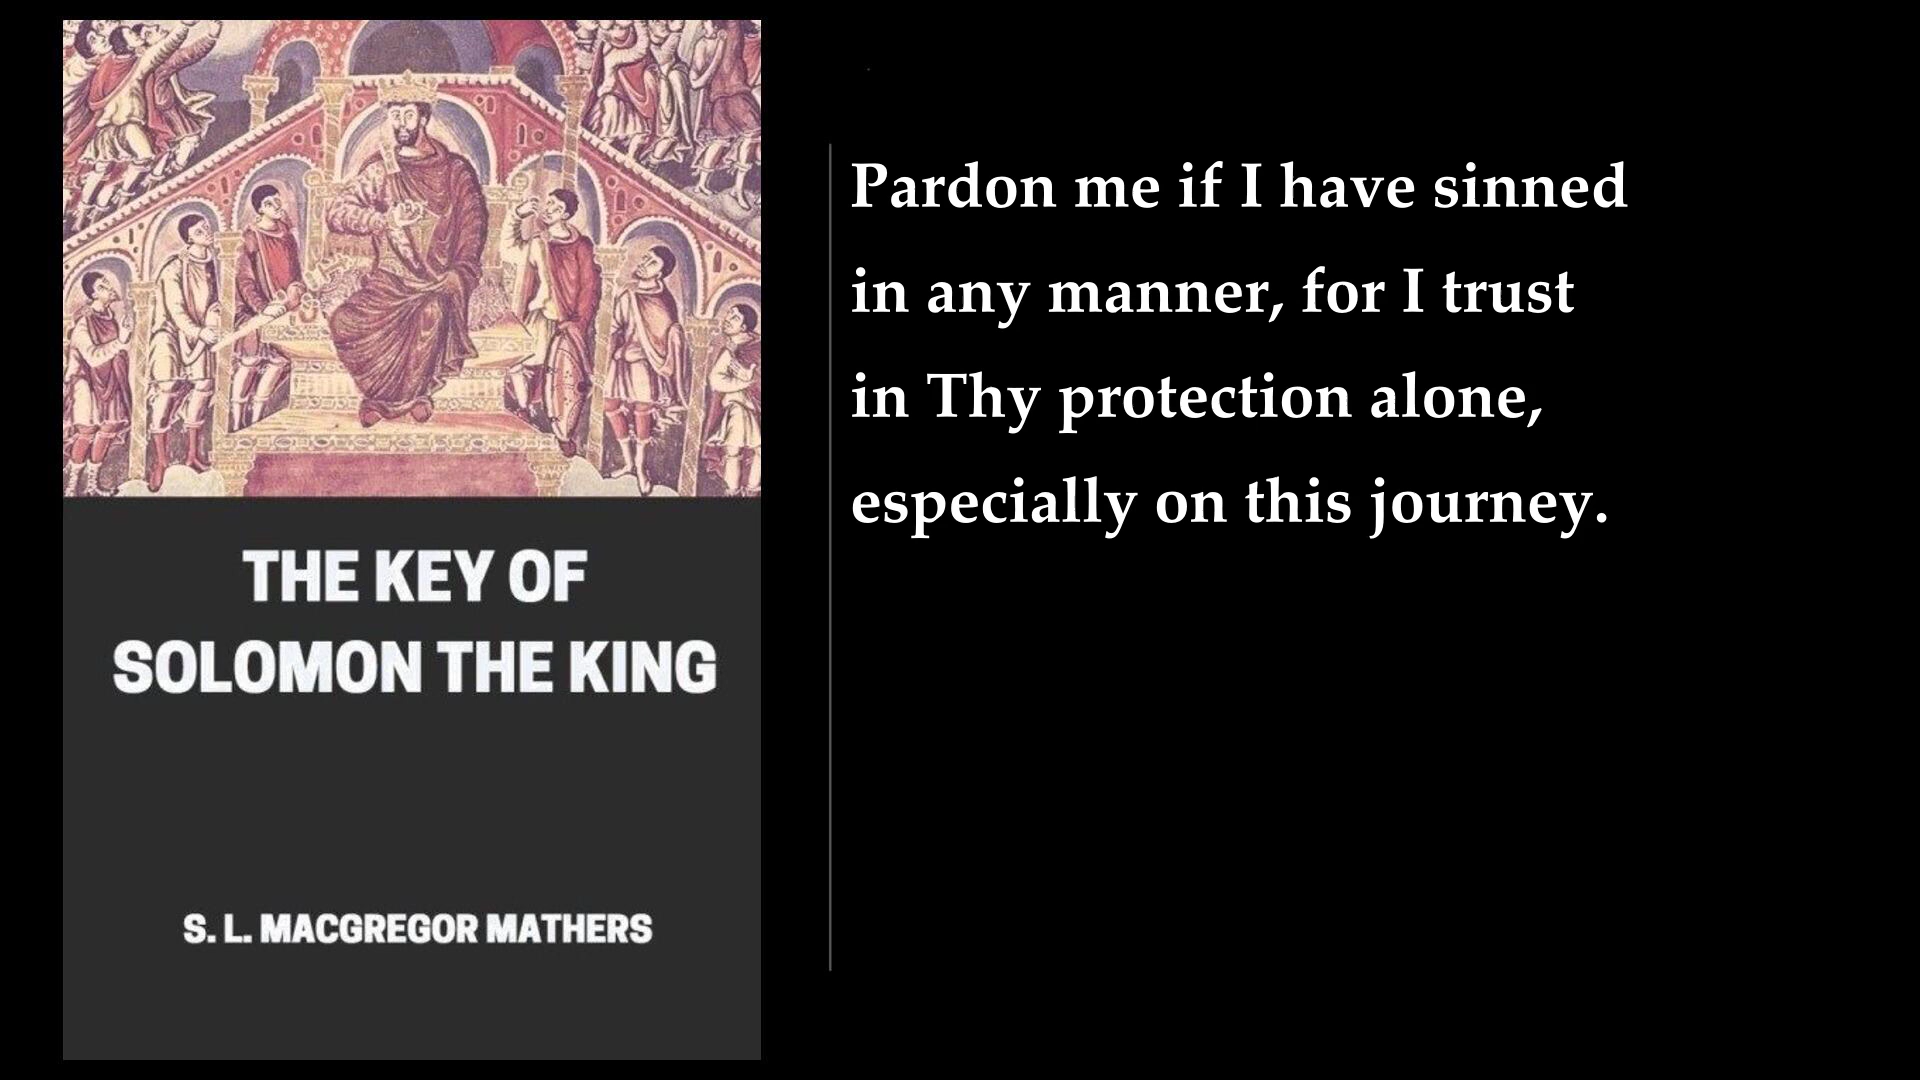 THE KEY OF
SOLOMON THE KING
S. L. MACGREGOR MATHERS
Pardon me if I have sinned
in any manner, for I trust
in Thy protection alone,
especially on this journey.